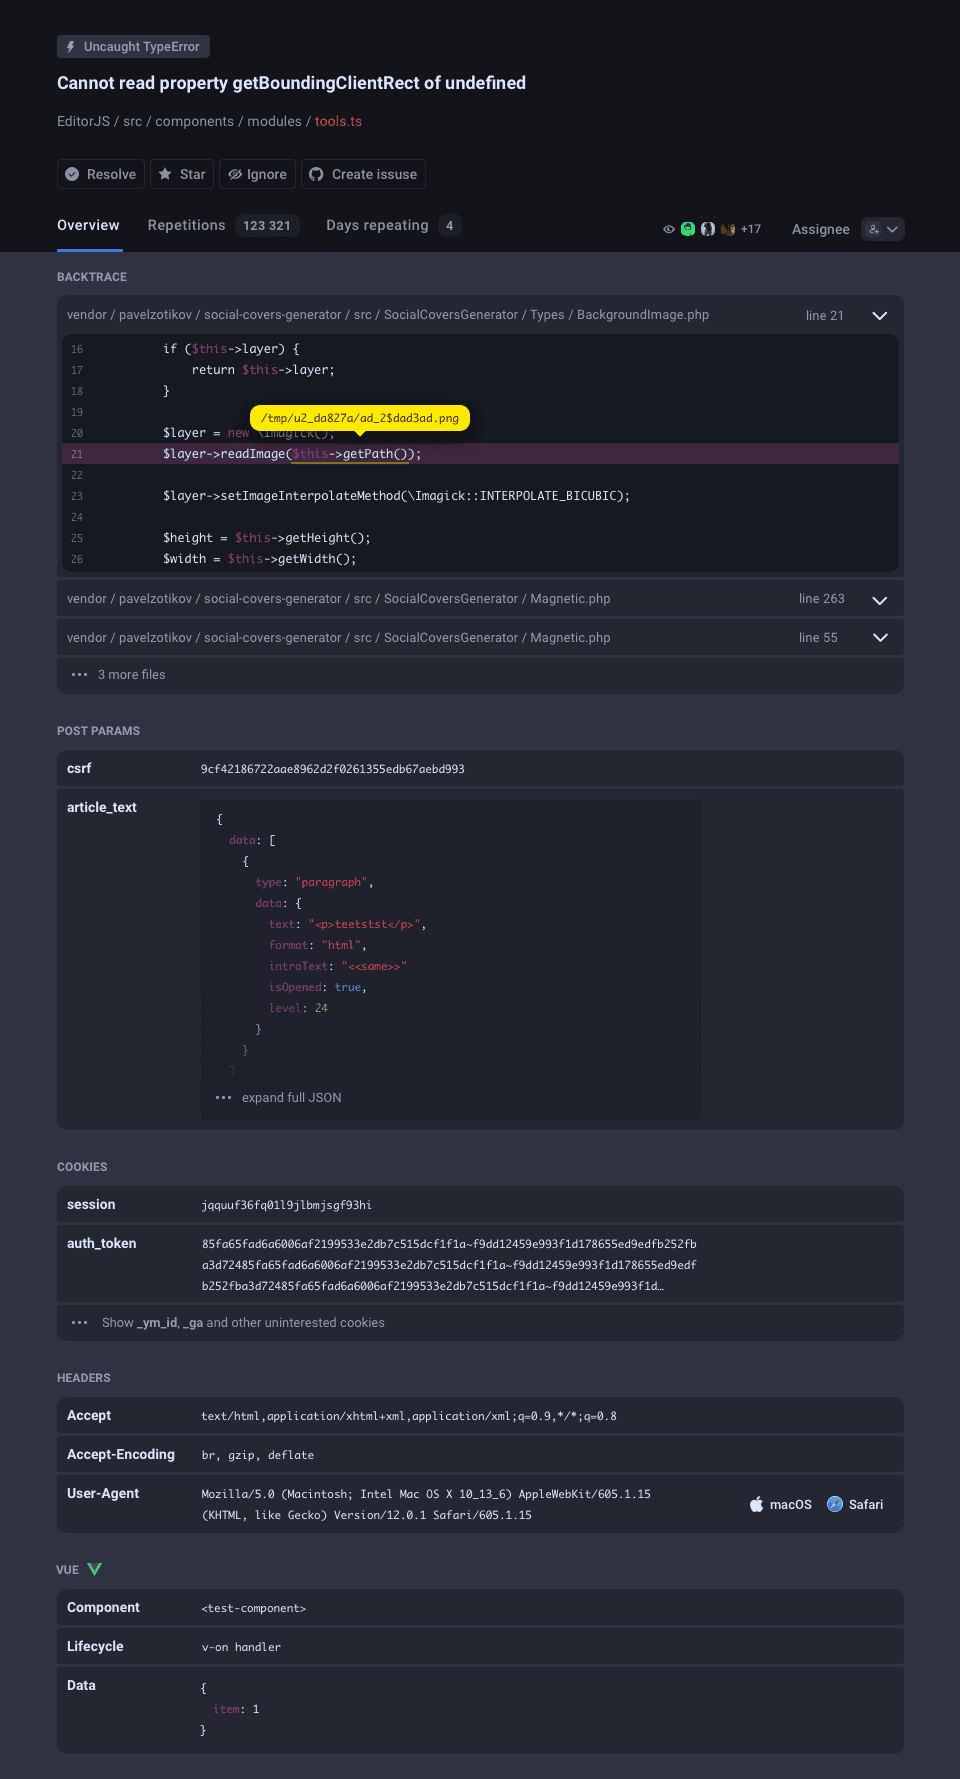 Uncaught TypeError
Cannot read property getBoundingClientRect of undefined
EditorJS / src / components / modules / tools.ts
Resolve Star Ignore Create issuse
Overview Repetitions 123 321 Days repeating 4 +17 Assignee
BACKTRACE
vendor / pavelzotikov / social-covers-generator / src / SocialCoversGenerator / Types / BackgroundImage.php line 21
16 if ($this->layer) {
17 return $this->layer;
18 }
19
/tmp/u2_da827a/ad_2$dad3ad.png
20 $layer = new \Imagick();
21 $layer->readImage($this->getPath());
22
23 $layer->setImageInterpolateMethod(\Imagick::INTERPOLATE_BICUBIC);
24
25 $height = $this->getHeight();
26 $width = $this->getWidth();
vendor / pavelzotikov / social-covers-generator / src / SocialCoversGenerator / Magnetic.php line 263
vendor / pavelzotikov / social-covers-generator / src / SocialCoversGenerator / Magnetic.php line 55
3 more files
POST PARAMS
csrf 9cf42186722aae8962d2f0261355edb67aebd993
article_text
{
data: [
{
type: "paragraph",
data: {
text: "<p>teetstst</p>",
format: "html",
introText: "<<same>>"
isOpened: true,
level: 24
}
}
]
expand full JSON
COOKIES
session jqquuf36fq01l9jlbmjsgf93hi
auth_token 85fa65fad6a6006af2199533e2db7c515dcf1f1a~f9dd12459e993f1d178655ed9edfb252fb
a3d72485fa65fad6a6006af2199533e2db7c515dcf1f1a~f9dd12459e993f1d178655ed9edf
b252fba3d72485fa65fad6a6006af2199533e2db7c515dcf1f1a~f9dd12459e993f1d…
Show _ym_id, _ga and other uninterested cookies
HEADERS
Accept text/html,application/xhtml+xml,application/xml;q=0.9,*/*;q=0.8
Accept-Encoding br, gzip, deflate
User-Agent Mozilla/5.0 (Macintosh; Intel Mac OS X 10_13_6) AppleWebKit/605.1.15
(KHTML, like Gecko) Version/12.0.1 Safari/605.1.15
macOS Safari
VUE
Component <test-component>
Lifecycle v-on handler
Data {
item: 1
}